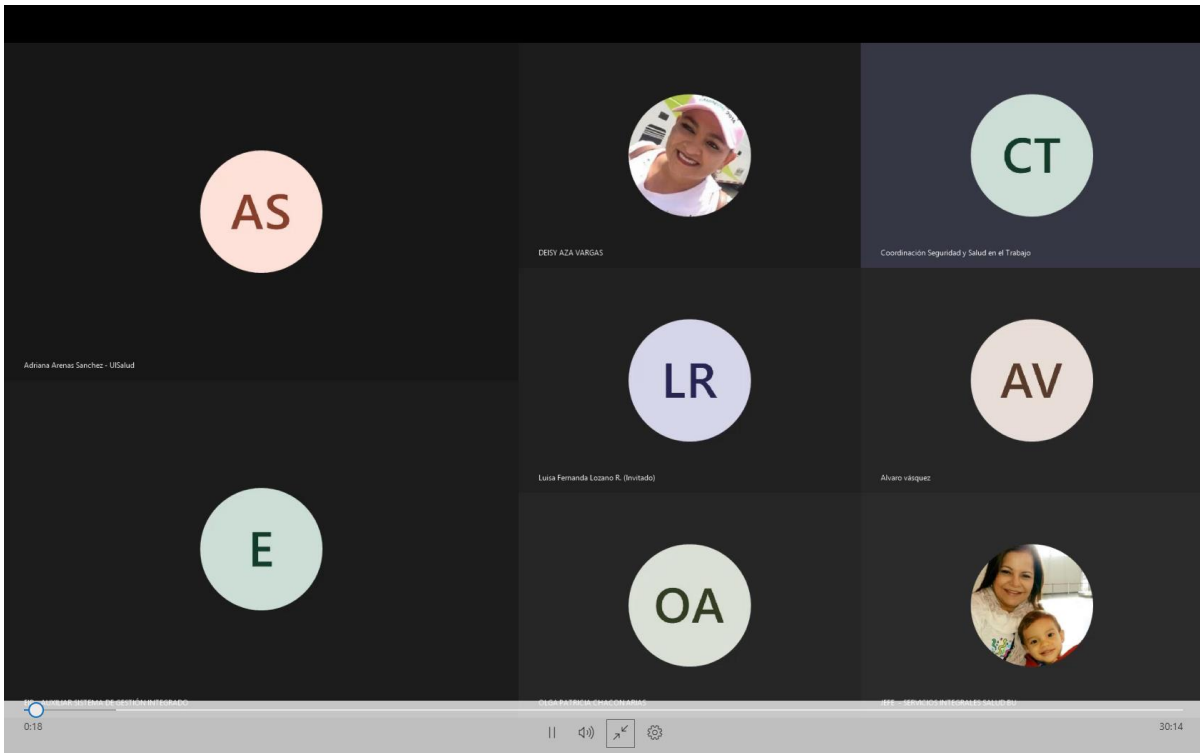 AS
Adriana Arenas Sanchez - UISalud
DEISY AZA VARGAS
CT
Coordinación Seguridad y Salud en el Trabajo
LR
Luisa Fernanda Lozano R. (Invitado)
AV
Alvaro vásquez
E
AUXILIAR SISTEMA DE GESTIÓN INTEGRADO
OA
OLGA PATRICIA CHACON ARIAS
JEFE - SERVICIOS INTEGRALES SALUD BU
0:18
30:14